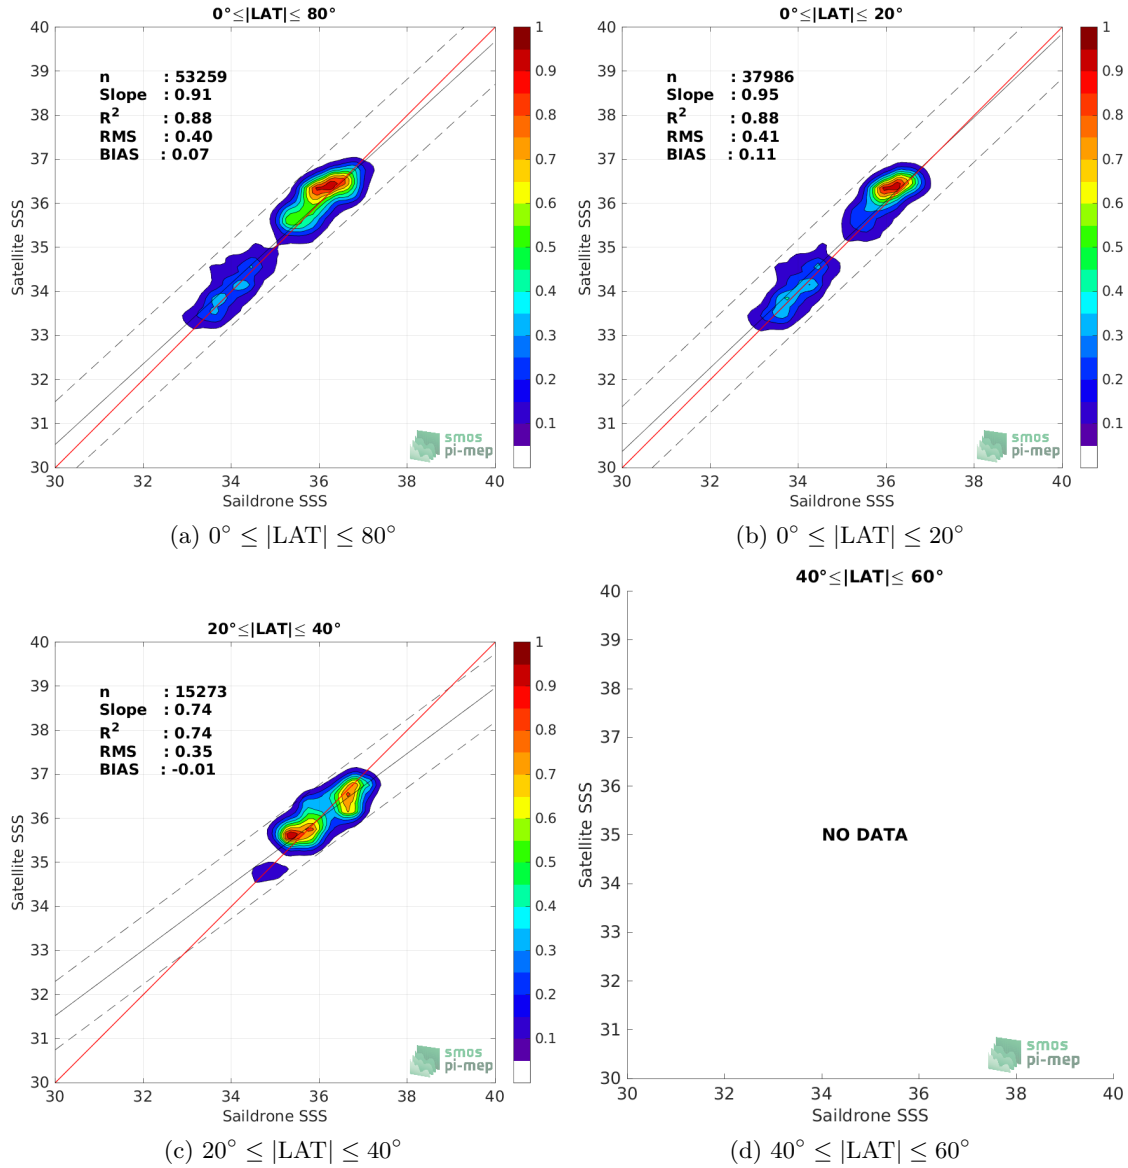 0°≤|LAT|≤ 80°
n : 53259
Slope : 0.91
R² : 0.88
RMS : 0.40
BIAS : 0.07
40
39
38
37
36
35
34
33
32
31
30
Satellite SSS
30 32 34 36 38 40
Saildrone SSS
1
0.9
0.8
0.7
0.6
0.5
0.4
0.3
0.2
0.1
smos
pi-mep
(a) 0° ≤ |LAT| ≤ 80°
0°≤|LAT|≤ 20°
n : 37986
Slope : 0.95
R² : 0.88
RMS : 0.41
BIAS : 0.11
40
39
38
37
36
35
34
33
32
31
30
Satellite SSS
30 32 34 36 38 40
Saildrone SSS
1
0.9
0.8
0.7
0.6
0.5
0.4
0.3
0.2
0.1
smos
pi-mep
(b) 0° ≤ |LAT| ≤ 20°
20°≤|LAT|≤ 40°
n : 15273
Slope : 0.74
R² : 0.74
RMS : 0.35
BIAS : -0.01
40
39
38
37
36
35
34
33
32
31
30
Satellite SSS
30 32 34 36 38 40
Saildrone SSS
1
0.9
0.8
0.7
0.6
0.5
0.4
0.3
0.2
0.1
smos
pi-mep
(c) 20° ≤ |LAT| ≤ 40°
40°≤|LAT|≤ 60°
40
39
38
37
36
35
34
33
32
31
30
Satellite SSS
NO DATA
30 32 34 36 38 40
Saildrone SSS
smos
pi-mep
(d) 40° ≤ |LAT| ≤ 60°